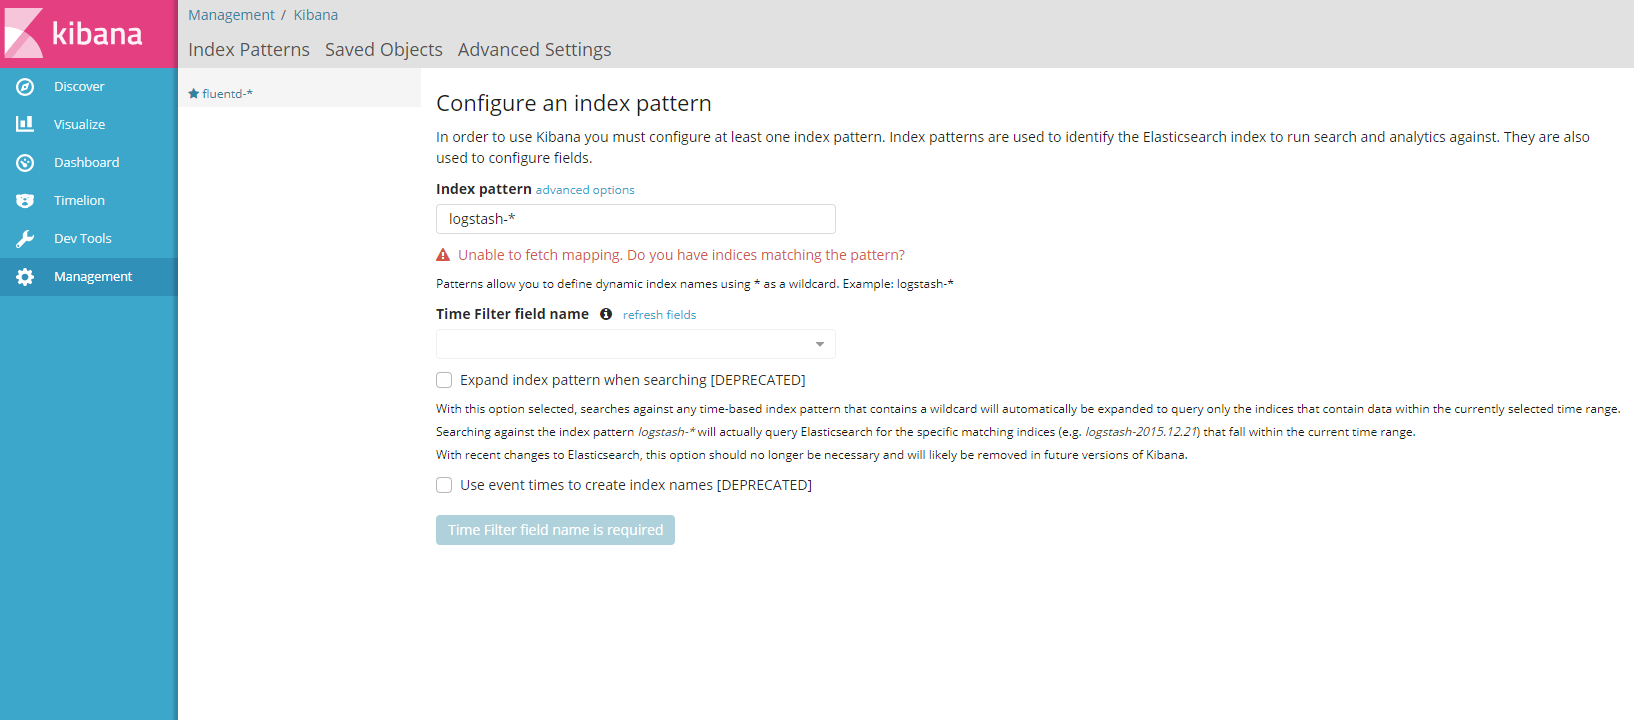 kibana
Management / Kibana
Index Patterns Saved Objects Advanced Settings
Discover
Visualize
Dashboard
Timelion
Dev Tools
Management
fluentd-*
Configure an index pattern
In order to use Kibana you must configure at least one index pattern. Index patterns are used to identify the Elasticsearch index to run search and analytics against. They are also
used to configure fields.
Index pattern advanced options
logstash-*
Unable to fetch mapping. Do you have indices matching the pattern?
Patterns allow you to define dynamic index names using * as a wildcard. Example: logstash-*
Time Filter field name refresh fields
Expand index pattern when searching [DEPRECATED]
With this option selected, searches against any time-based index pattern that contains a wildcard will automatically be expanded to query only the indices that contain data within the currently selected time range.
Searching against the index pattern logstash-* will actually query Elasticsearch for the specific matching indices (e.g. logstash-2015.12.21) that fall within the current time range.
With recent changes to Elasticsearch, this option should no longer be necessary and will likely be removed in future versions of Kibana.
Use event times to create index names [DEPRECATED]
Time Filter field name is required